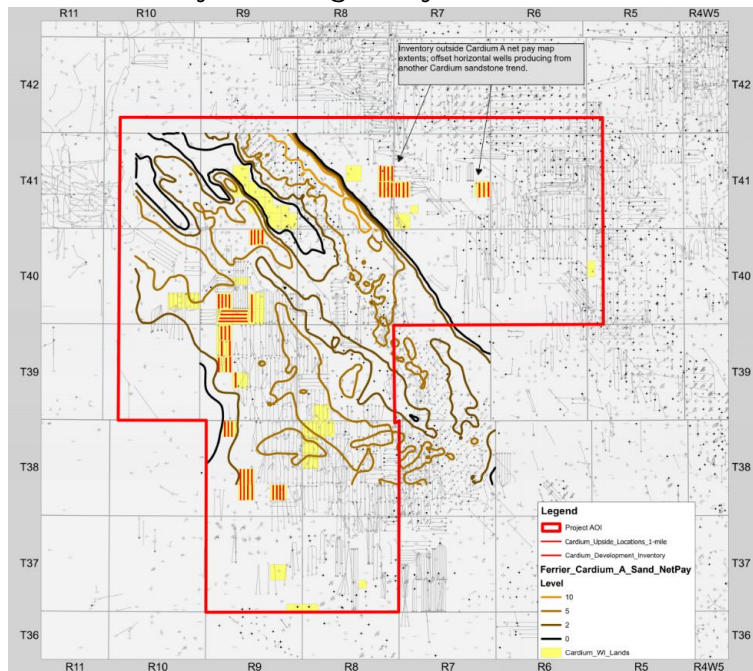 R11 R10 R9 R8 R7 R6 R5 R4W5
Inventory outside Cardium A net pay map
extents; offset horizontal wells producing from
another Cardium sandstone trend.
T42 T42
T41 T41
T40 T40
T39 T39
T38 T38
T37 T37
T36 T36
Legend
Project AOI
Cardium_Upside_Locations_1-mile
Cardium_Development_Inventory
Ferrier_Cardium_A_Sand_NetPay
Level
10
5
2
0
Cardium_WI_Lands
R11 R10 R9 R8 R7 R6 R5 R4W5